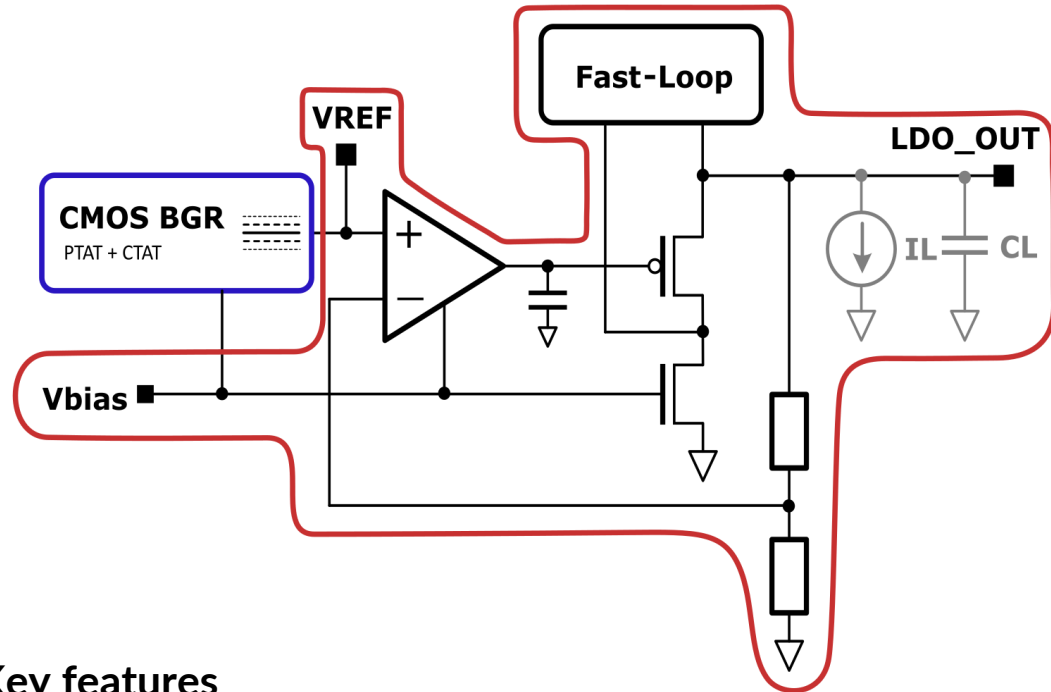 Fast-Loop
VREF
LDO_OUT
CMOS BGR
PTAT + CTAT
+
−
IL
CL
Vbias
Key features